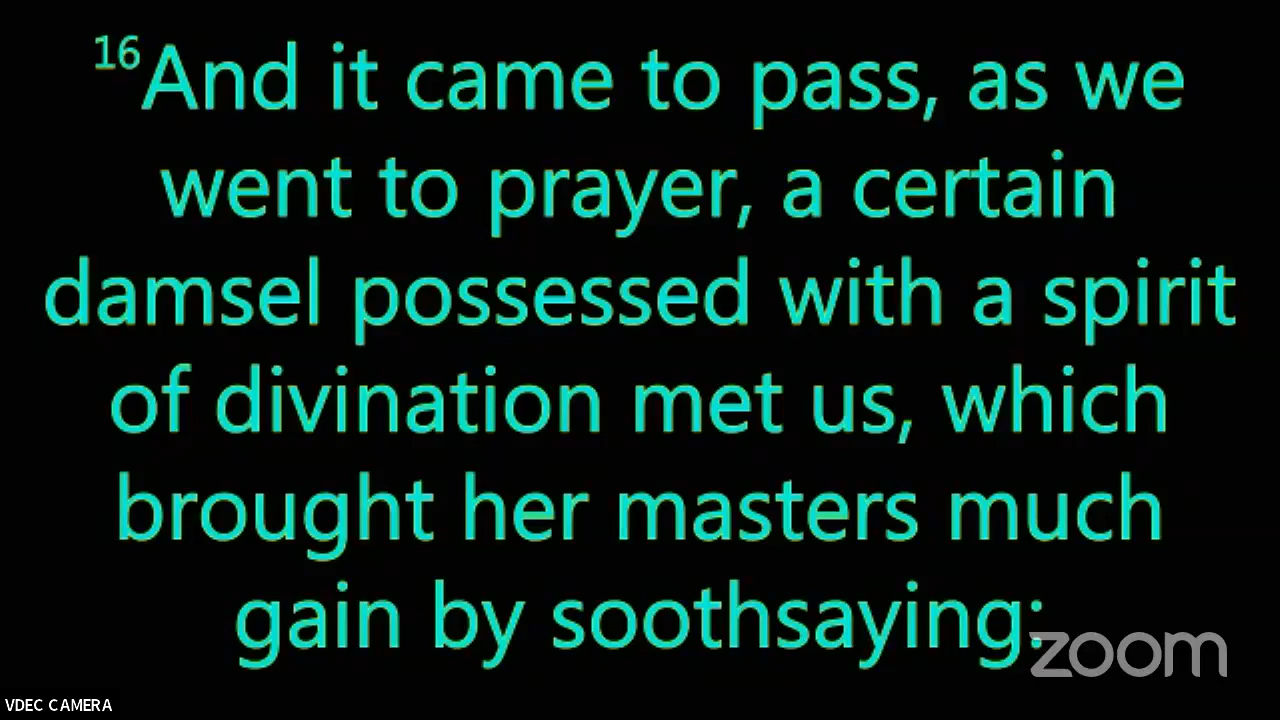 16And it came to pass, as we
went to prayer, a certain
damsel possessed with a spirit
of divination met us, which
brought her masters much
gain by soothsaying:
zoom
VDEC CAMERA